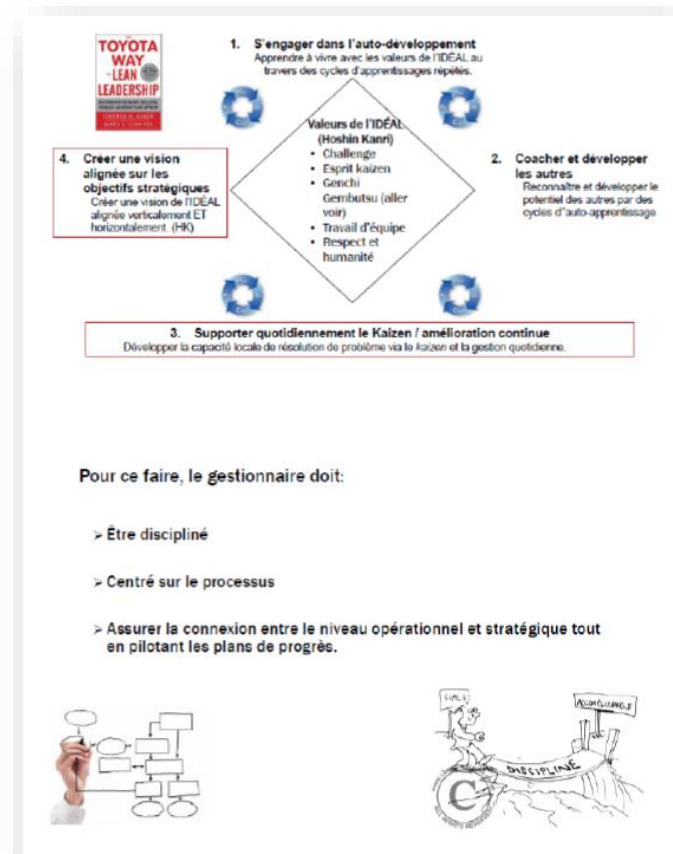 TOYOTA
WAY
TO LEAN
LEADERSHIP
1. S'engager dans l'auto-développement
Apprendre à vivre avec les valeurs de l'IDÉAL au
travers des cycles d'apprentissages répétés.
Valeurs de l'IDÉAL
(Hoshin Kanri)
• Challenge
• Esprit kaizen
• Genchi
Gembutsu (aller
voir)
• Travail d'équipe
• Respect et
humanité
4. Créer une vision
alignée sur les
objectifs stratégiques
Créer une vision de l'IDÉAL
alignée verticalement ET
horizontalement. (HK)
2. Coacher et développer
les autres
Reconnaître et développer le
potentiel des autres par des
cycles d'auto-apprentissage
3. Supporter quotidiennement le Kaizen / amélioration continue
Développer la capacité locale de résolution de problème via le kaizen et la gestion quotidienne.
Pour ce faire, le gestionnaire doit:
➢ Être discipliné
➢ Centré sur le processus
➢ Assurer la connexion entre le niveau opérationnel et stratégique tout
en pilotant les plans de progrès.
GOALS
DISCIPLINE
C